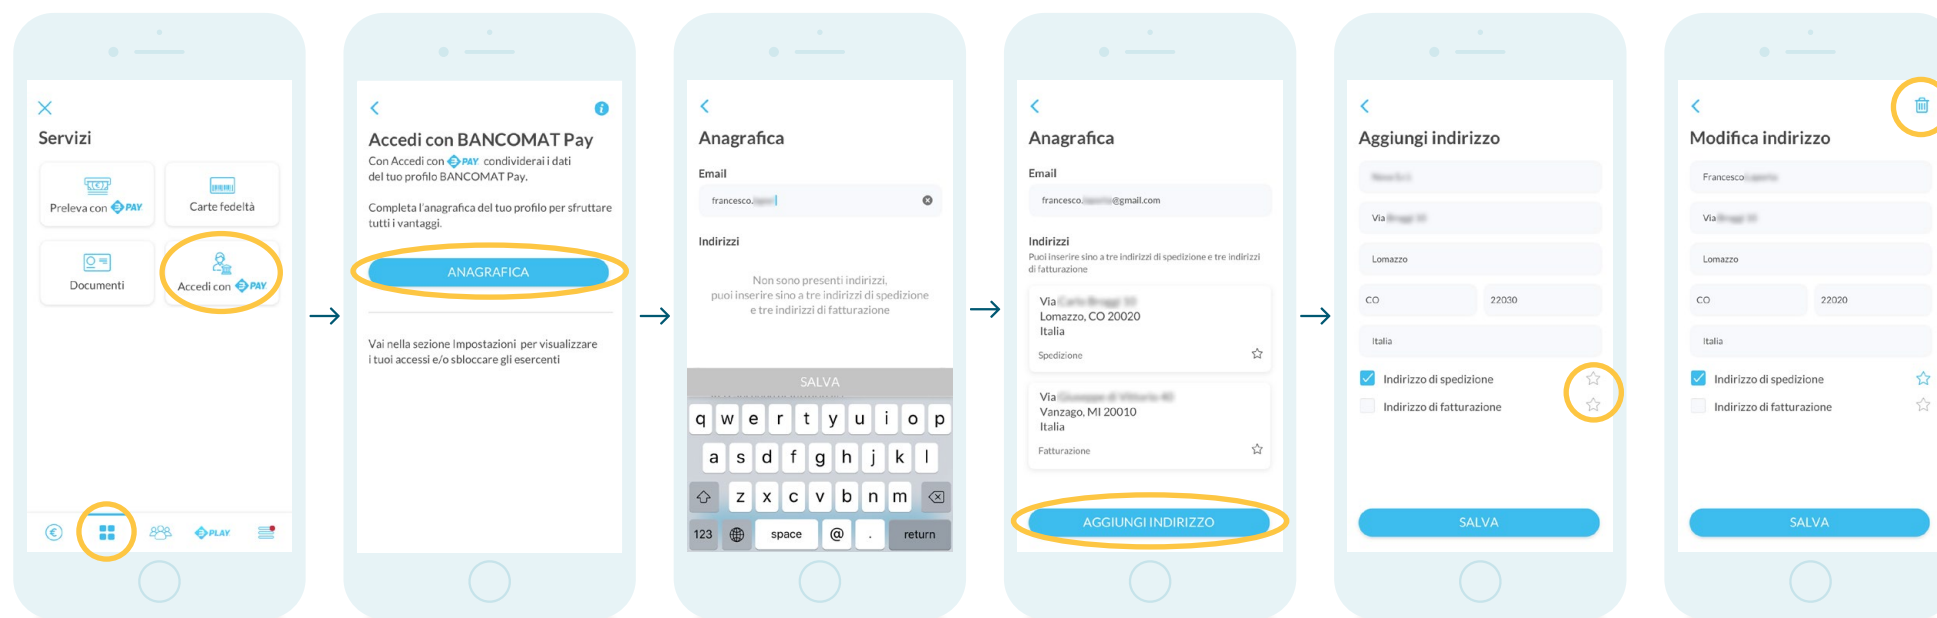 Servizi
Preleva con PAY
Carte fedeltà
Documenti
Accedi con PAY
PLAY
Accedi con BANCOMAT Pay
Con Accedi con PAY condividerai i dati
del tuo profilo BANCOMAT Pay.
Completa l'anagrafica del tuo profilo per sfruttare
tutti i vantaggi.
ANAGRAFICA
Vai nella sezione Impostazioni per visualizzare
i tuoi accessi e/o sbloccare gli esercenti
Anagrafica
Email
francesco.
Indirizzi
Non sono presenti indirizzi,
puoi inserire sino a tre indirizzi di spedizione
e tre indirizzi di fatturazione
SALVA
q w e r t y u i o p
a s d f g h j k l
z x c v b n m
123 space @ . return
Anagrafica
Email
francesco. @gmail.com
Indirizzi
Puoi inserire sino a tre indirizzi di spedizione e tre indirizzi
di fatturazione
Via
Lomazzo, CO 20020
Italia
Spedizione
Via
Vanzago, MI 20010
Italia
Fatturazione
AGGIUNGI INDIRIZZO
Aggiungi indirizzo
Via
Lomazzo
CO 22030
Italia
Indirizzo di spedizione
Indirizzo di fatturazione
SALVA
Modifica indirizzo
Francesco
Via
Lomazzo
CO 22020
Italia
Indirizzo di spedizione
Indirizzo di fatturazione
SALVA